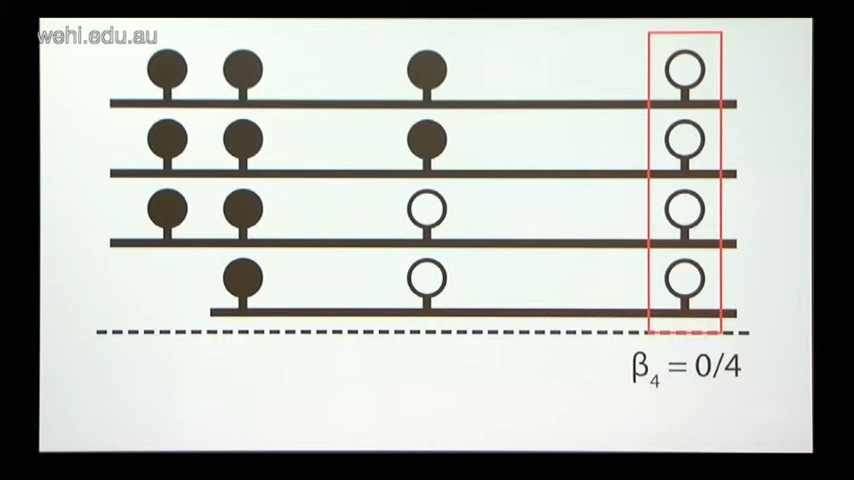 wehi.edu.au
β₄ = 0/4